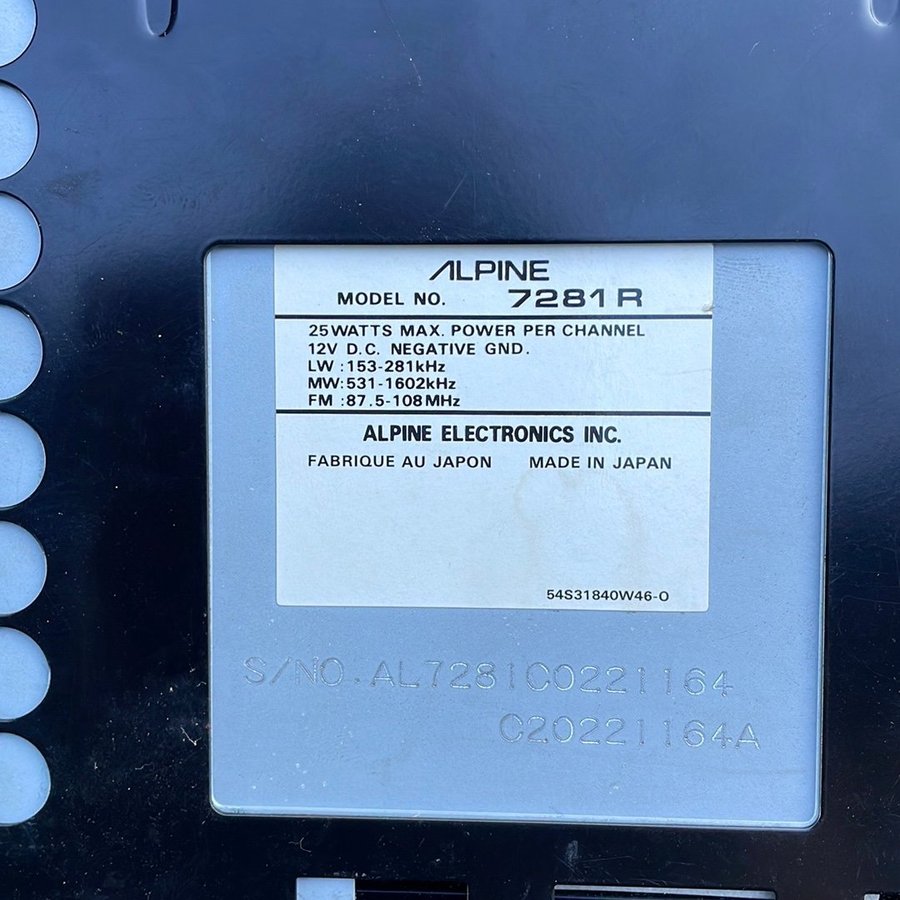 ALPINE
MODEL NO. 7281R
25WATTS MAX. POWER PER CHANNEL
12V D.C. NEGATIVE GND.
LW :153-281kHz
MW:531-1602kHz
FM :87.5-108MHz
ALPINE ELECTRONICS INC.
FABRIQUE AU JAPON MADE IN JAPAN
54S31840W46-O
S/NO.AL7281C0221164
C20221164A